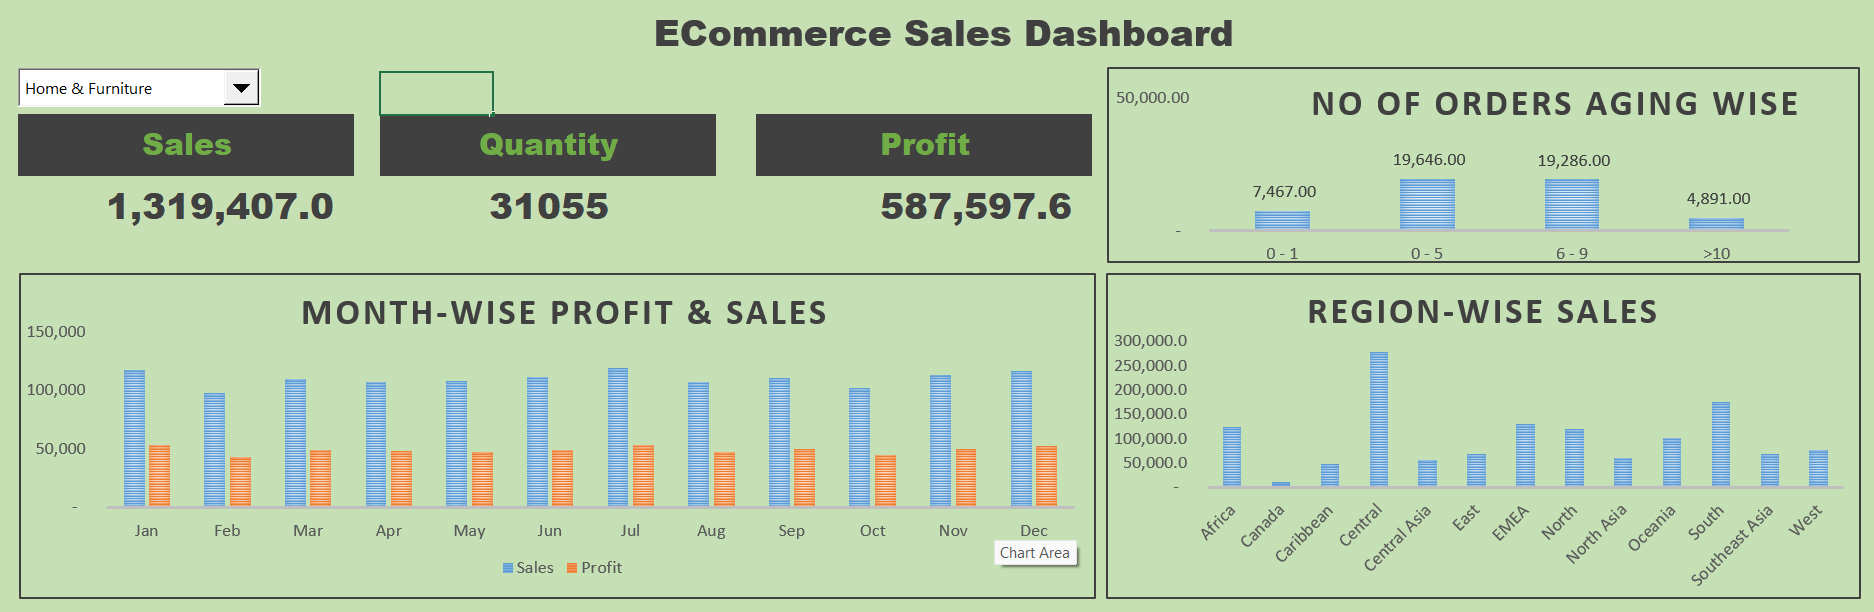 ECommerce Sales Dashboard
Home & Furniture
Sales
Quantity
Profit
1,319,407.0
31055
587,597.6
NO OF ORDERS AGING WISE
50,000.00
-
7,467.00
19,646.00
19,286.00
4,891.00
0 - 1
0 - 5
6 - 9
>10
MONTH-WISE PROFIT & SALES
150,000
100,000
50,000
-
Jan
Feb
Mar
Apr
May
Jun
Jul
Aug
Sep
Oct
Nov
Dec
Chart Area
Sales
Profit
REGION-WISE SALES
300,000.0
250,000.0
200,000.0
150,000.0
100,000.0
50,000.0
-
Africa
Canada
Caribbean
Central
Central Asia
East
EMEA
North
North Asia
Oceania
South
Southeast Asia
West